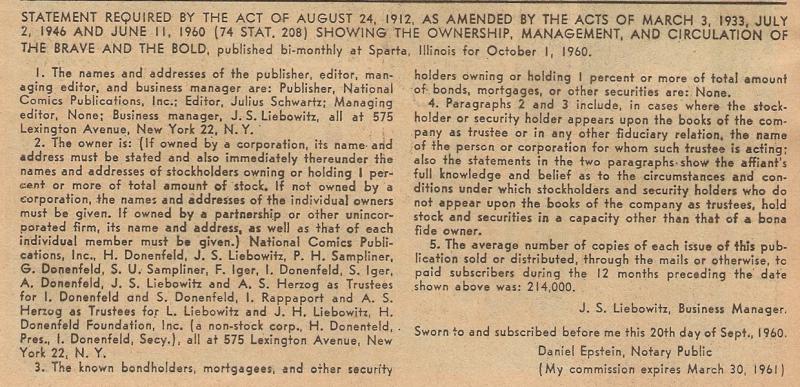 STATEMENT REQUIRED BY THE ACT OF AUGUST 24, 1912, AS AMENDED BY THE ACTS OF MARCH 3, 1933, JULY
2, 1946 AND JUNE 11, 1960 (74 STAT. 208) SHOWING THE OWNERSHIP, MANAGEMENT, AND CIRCULATION OF
THE BRAVE AND THE BOLD, published bi-monthly at Sparta, Illinois for October 1, 1960.
1. The names and addresses of the publisher, editor, man-
aging editor, and business manager are: Publisher, National
Comics Publications, Inc.; Editor, Julius Schwartz; Managing
editor, None; Business manager, J. S. Liebowitz, all at 575
Lexington Avenue, New York 22, N. Y.
2. The owner is: (If owned by a corporation, its name and
address must be stated and also immediately thereunder the
names and addresses of stockholders owning or holding 1 per-
cent or more of total amount of stock. If not owned by a
corporation, the names and addresses of the individual owners
must be given. If owned by a partnership or other unincor-
porated firm, its name and address, as well as that of each
individual member must be given.) National Comics Publi-
cations, Inc., H. Donenfeld, J. S. Liebowitz, P. H. Sampliner,
G. Donenfeld, S. U. Sampliner, F. Iger, I. Donenfeld, S. Iger,
A. Donenfeld, J. S. Liebowitz and A. S. Herzog as Trustees
for I. Donenfeld and S. Donenfeld, I. Rappaport and A. S.
Herzog as Trustees for L. Liebowitz and J. H. Liebowitz, H.
Donenfeld Foundation, Inc. (a non-stock corp., H. Donenteld,
Pres., I. Donenfeld, Secy.), all at 575 Lexington Avenue, New
York 22, N. Y.
3. The known bondholders, mortgagees, and other security
holders owning or holding 1 percent or more of total amount
of bonds, mortgages, or other securities are: None.
4. Paragraphs 2 and 3 include, in cases where the stock-
holder or security holder appears upon the books of the com-
pany as trustee or in any other fiduciary relation, the name
of the person or corporation for whom such trustee is acting;
also the statements in the two paragraphs show the affiant's
full knowledge and belief as to the circumstances and con-
ditions under which stockholders and security holders who do
not appear upon the books of the company as trustees, hold
stock and securities in a capacity other than that of a bona
fide owner.
5. The average number of copies of each issue of this pub-
lication sold or distributed, through the mails or otherwise, to
paid subscribers during the 12 months preceding the date
shown above was: 214,000.
J. S. Liebowitz, Business Manager.
Sworn to and subscribed before me this 20th day of Sept., 1960.
Daniel Epstein, Notary Public
(My commission expires March 30, 1961)